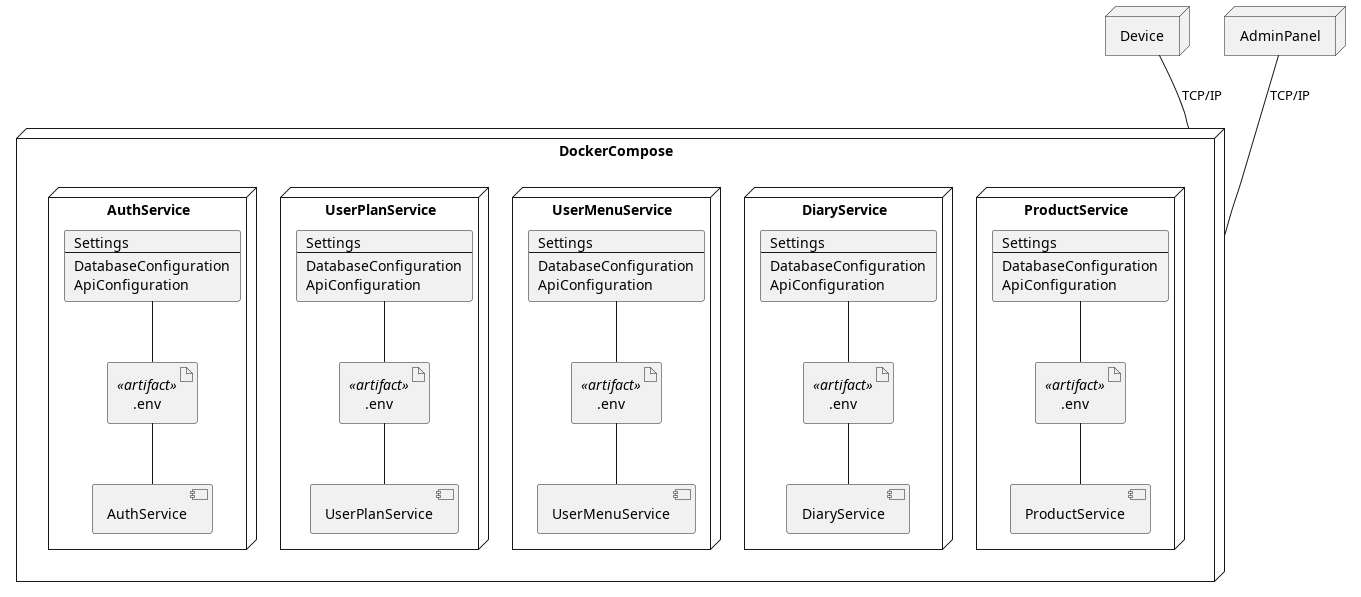 Device
AdminPanel
TCP/IP
TCP/IP
DockerCompose
AuthService
Settings
DatabaseConfiguration
ApiConfiguration
«artifact»
.env
AuthService
UserPlanService
Settings
DatabaseConfiguration
ApiConfiguration
«artifact»
.env
UserPlanService
UserMenuService
Settings
DatabaseConfiguration
ApiConfiguration
«artifact»
.env
UserMenuService
DiaryService
Settings
DatabaseConfiguration
ApiConfiguration
«artifact»
.env
DiaryService
ProductService
Settings
DatabaseConfiguration
ApiConfiguration
«artifact»
.env
ProductService